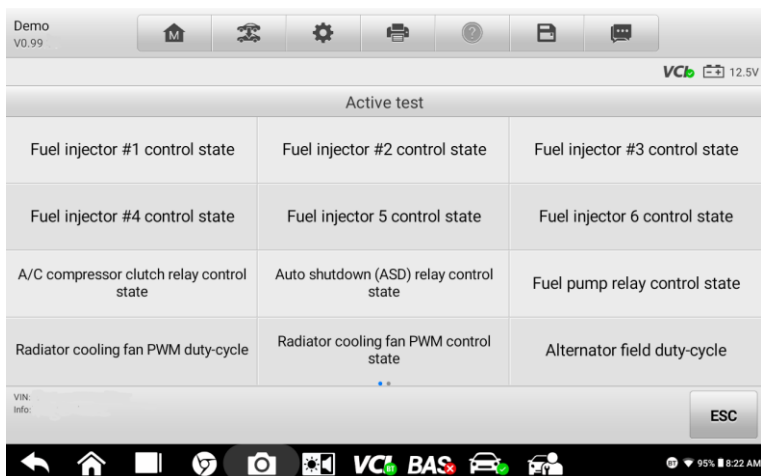 Demo
V0.99
M
?
VCI
12.5V
Active test
Fuel injector #1 control state
Fuel injector #2 control state
Fuel injector #3 control state
Fuel injector #4 control state
Fuel injector 5 control state
Fuel injector 6 control state
A/C compressor clutch relay control
state
Auto shutdown (ASD) relay control
state
Fuel pump relay control state
Radiator cooling fan PWM duty-cycle
Radiator cooling fan PWM control
state
Alternator field duty-cycle
VIN:
Info:
ESC
VCI
BT
BAS
BT
95%
8:22 AM